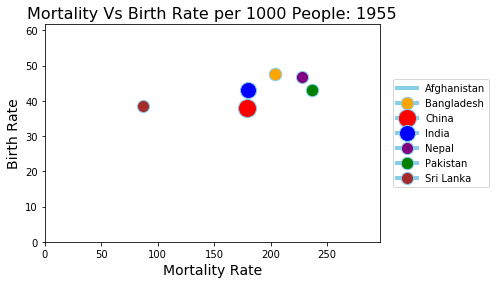 Mortality Vs Birth Rate per 1000 People: 1955
60
50
40
30
20
10
0
Birth Rate
0
50
100
150
200
250
Mortality Rate
Afghanistan
Bangladesh
China
India
Nepal
Pakistan
Sri Lanka